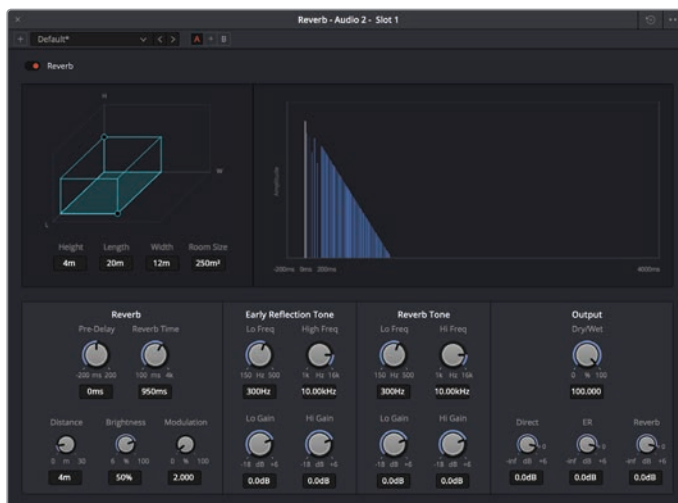 Reverb - Audio 2 - Slot 1
Default*
A
B
Reverb
H
W
L
Height Length Width Room Size
4m 20m 12m 250m²
Amplitude
-200ms 0ms 200ms 4000ms
Reverb
Pre-Delay Reverb Time
-200 ms 200 100 ms 4k
0ms 950ms
Distance Brightness Modulation
0 m 30 6 % 100 0 % 100
4m 50% 2.000
Early Reflection Tone
Lo Freq High Freq
150 Hz 500 1k Hz 16k
300Hz 10.00kHz
Lo Gain Hi Gain
-18 dB +6 -18 dB +6
0.0dB 0.0dB
Reverb Tone
Lo Freq Hi Freq
150 Hz 500 1k Hz 16k
300Hz 10.00kHz
Lo Gain Hi Gain
-18 dB +6 -18 dB +6
0.0dB 0.0dB
Output
Dry/Wet
0 % 100
100.000
Direct ER Reverb
0 0 0
-inf dB +6 -inf dB +6 -inf dB +6
0.0dB 0.0dB 0.0dB